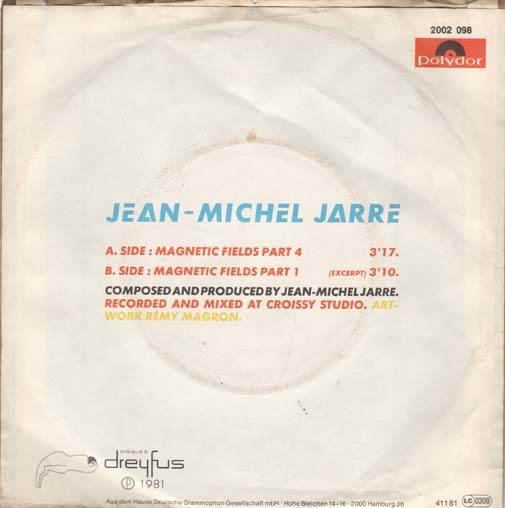 2002 098
polydor
JEAN-MICHEL JARRE
A. SIDE : MAGNETIC FIELDS PART 4 3'17.
B. SIDE : MAGNETIC FIELDS PART 1 (EXCERPT) 3'10.
COMPOSED AND PRODUCED BY JEAN-MICHEL JARRE.
RECORDED AND MIXED AT CROISSY STUDIO. ART-
WORK RÉMY MAGRON.
DISQUES
dreyfus
Ⓟ 1981
Aus dem Hause Deutsche Grammophon Gesellschaft mbH · Hohe Bleichen 14-16 · 2000 Hamburg 36 41181 LC 0309